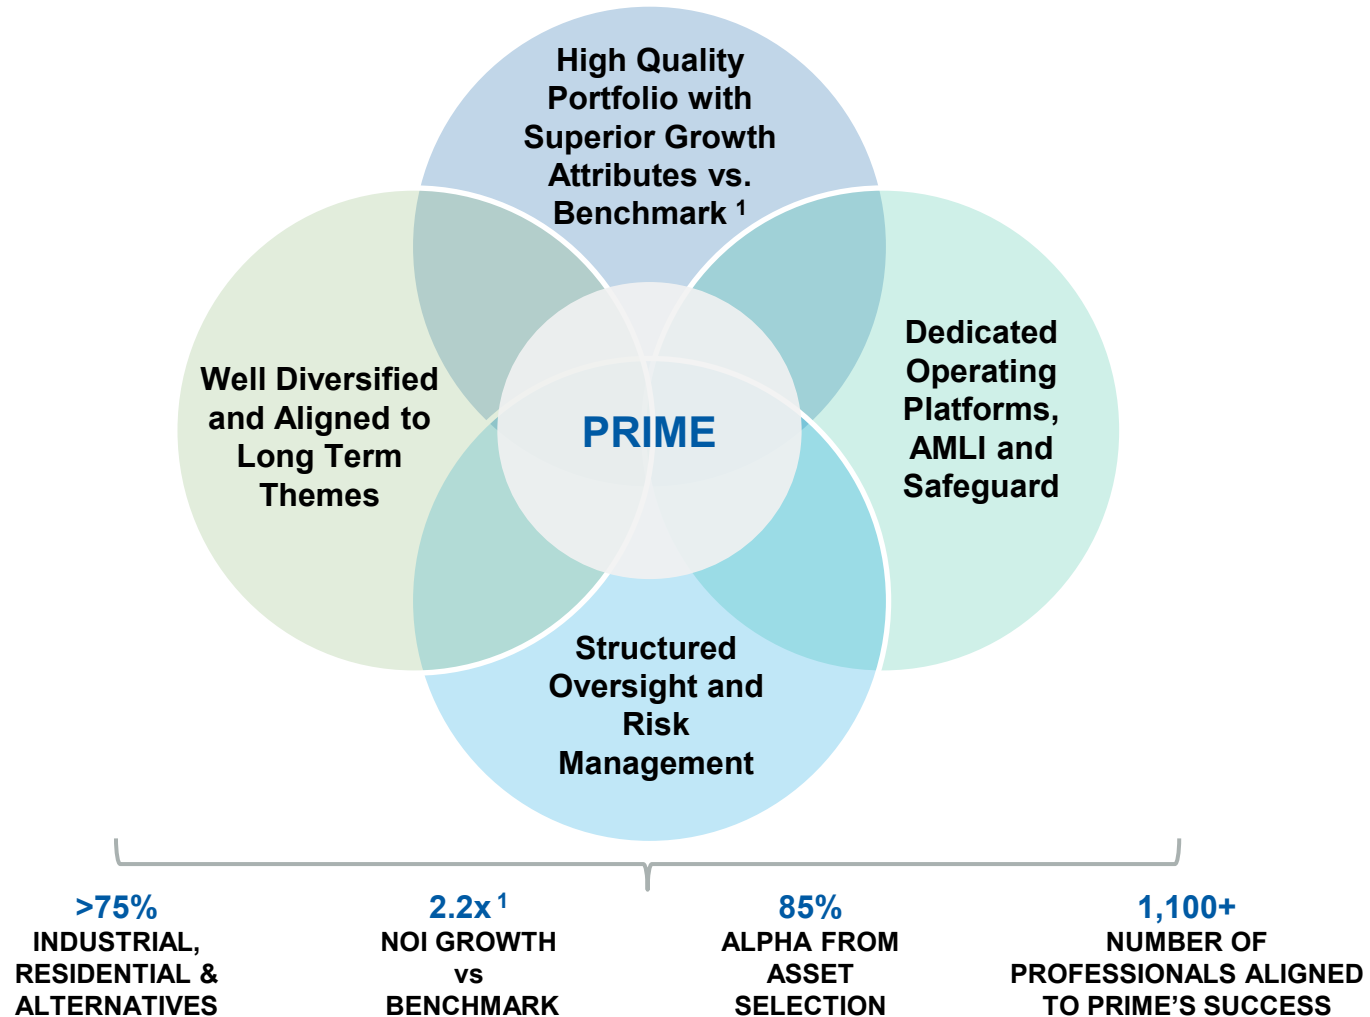 High Quality
Portfolio with
Superior Growth
Attributes vs.
Benchmark 1
Well Diversified
and Aligned to
Long Term
Themes
PRIME
Dedicated
Operating
Platforms,
AMLI and
Safeguard
Structured
Oversight and
Risk
Management
>75%
INDUSTRIAL,
RESIDENTIAL &
ALTERNATIVES
2.2x 1
NOI GROWTH
vs
BENCHMARK
85%
ALPHA FROM
ASSET
SELECTION
1,100+
NUMBER OF
PROFESSIONALS ALIGNED
TO PRIME'S SUCCESS